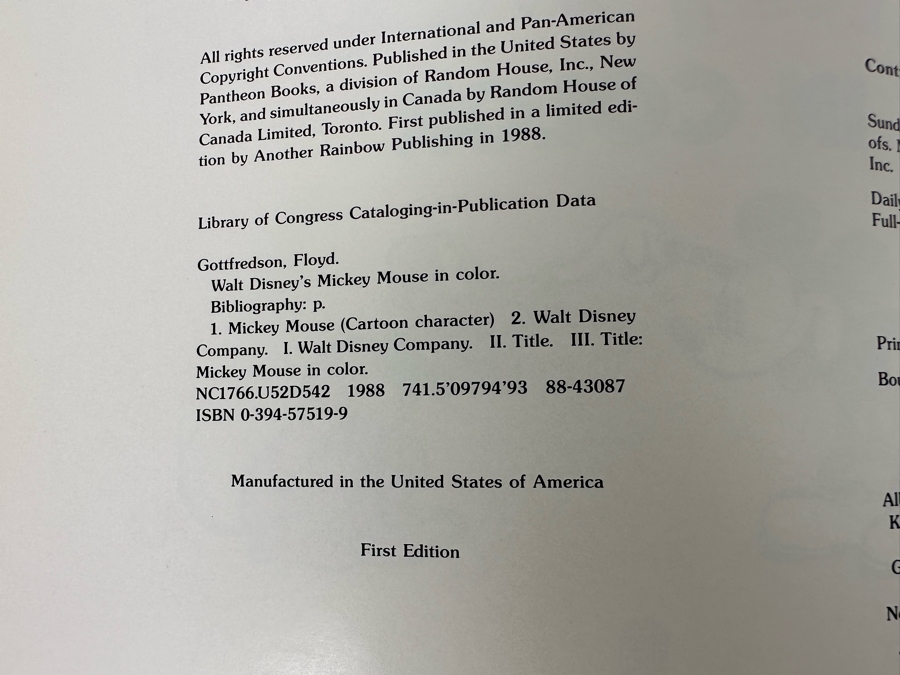 All rights reserved under International and Pan-American
Copyright Conventions. Published in the United States by
Pantheon Books, a division of Random House, Inc., New
York, and simultaneously in Canada by Random House of
Canada Limited, Toronto. First published in a limited edi-
tion by Another Rainbow Publishing in 1988.
Library of Congress Cataloging-in-Publication Data
Gottfredson, Floyd.
Walt Disney's Mickey Mouse in color.
Bibliography: p.
1. Mickey Mouse (Cartoon character) 2. Walt Disney
Company. I. Walt Disney Company. II. Title. III. Title:
Mickey Mouse in color.
NC1766.U52D542 1988 741.5'09794'93 88-43087
ISBN 0-394-57519-9
Manufactured in the United States of America
First Edition
ofs.
Inc.
Full-